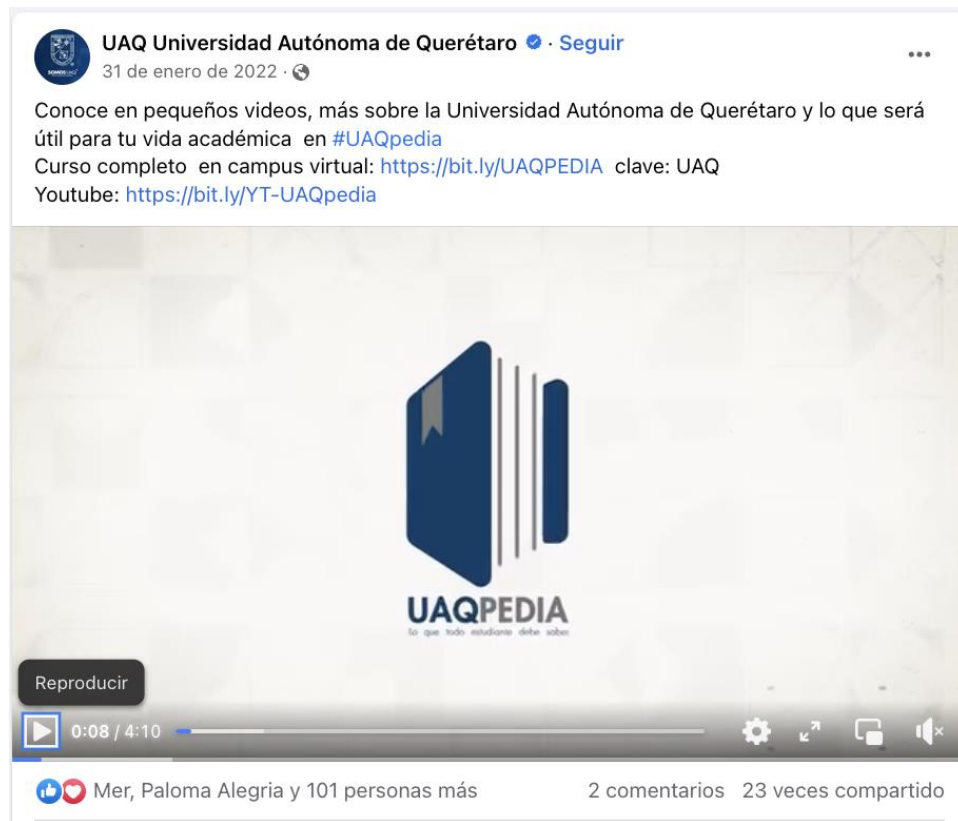 UAQ Universidad Autónoma de Querétaro · Seguir
31 de enero de 2022 ·
Conoce en pequeños videos, más sobre la Universidad Autónoma de Querétaro y lo que será
útil para tu vida académica en #UAQpedia
Curso completo en campus virtual: https://bit.ly/UAQPEDIA clave: UAQ
Youtube: https://bit.ly/YT-UAQpedia
UAQPEDIA
Lo que todo estudiante debe saber
Reproducir
0:08 / 4:10
Mer, Paloma Alegria y 101 personas más 2 comentarios 23 veces compartido